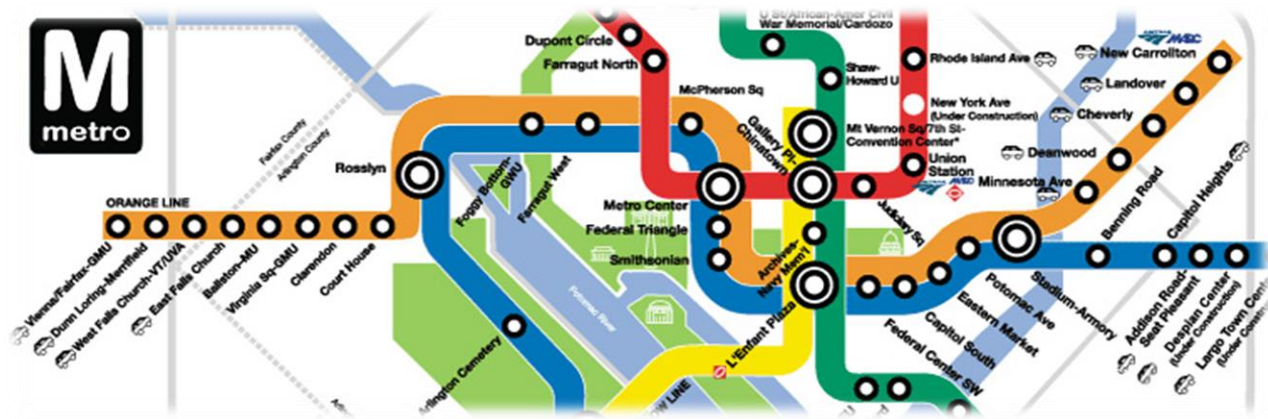 M
metro
Dupont Circle
Farragut North
McPherson Sq
U St/African-Amer Civil
War Memorial/Cardozo
Shaw-
Howard U
Rhode Island Ave
New York Ave
(Under Construction)
Mt Vernon Sq/7th St-
Convention Center*
Gallery Pl-
Chinatown
Union
Station
Judiciary Sq
New Carrollton
Landover
Cheverly
Deanwood
Minnesota Ave
Fairfax County
Arlington County
Rosslyn
Foggy Bottom-
GWU
Farragut West
Metro Center
Federal Triangle
Smithsonian
Archives-
Navy Mem'l
L'Enfant Plaza
Federal Center SW
Capitol South
Eastern Market
Potomac Ave
Stadium-Armory
Benning Road
Capitol Heights
Addison Road-
Seat Pleasant
Desplan Center
(Under Construction)
Largo Town Cent
(Under Const
ORANGE LINE
Vienna/Fairfax-GMU
Dunn Loring-Merrifield
West Falls Church-VT/UVA
East Falls Church
Ballston-MU
Virginia Sq-GMU
Clarendon
Court House
Arlington Cemetery
Potomac River
OW LINE